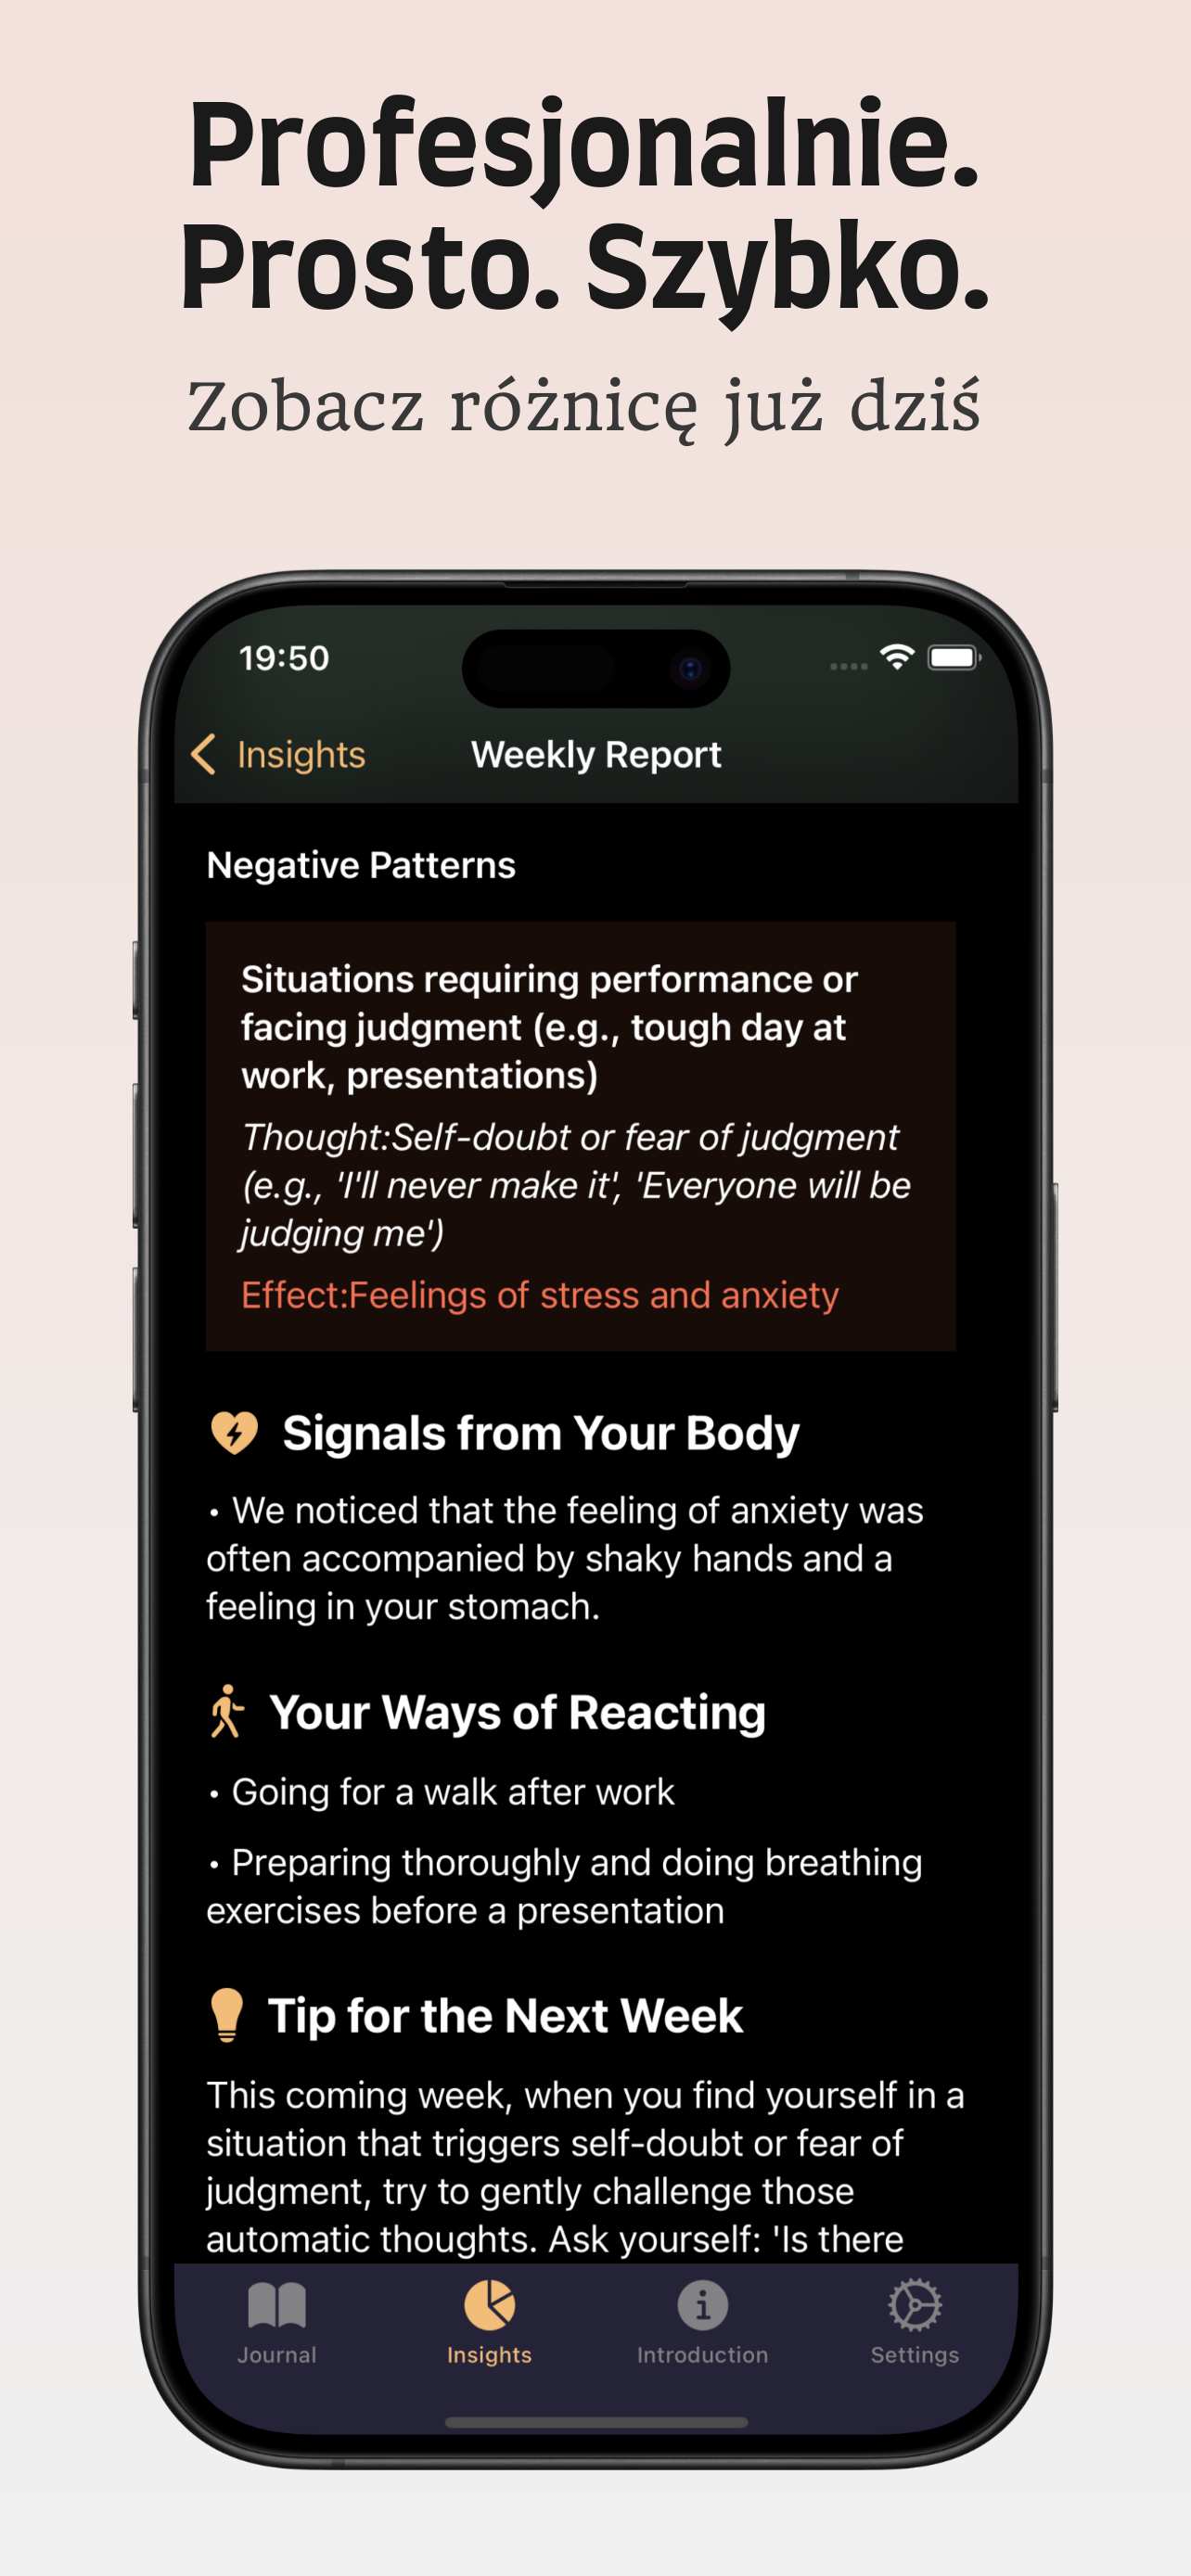 Profesjonalnie.
Prosto. Szybko.
Zobacz różnicę już dziś
19:50
Insights
Weekly Report
Negative Patterns
Situations requiring performance or
facing judgment (e.g., tough day at
work, presentations)
Thought:Self-doubt or fear of judgment
(e.g., 'I'll never make it', 'Everyone will be
judging me')
Effect:Feelings of stress and anxiety
Signals from Your Body
• We noticed that the feeling of anxiety was
often accompanied by shaky hands and a
feeling in your stomach.
Your Ways of Reacting
• Going for a walk after work
• Preparing thoroughly and doing breathing
exercises before a presentation
Tip for the Next Week
This coming week, when you find yourself in a
situation that triggers self-doubt or fear of
judgment, try to gently challenge those
automatic thoughts. Ask yourself: 'Is there
Journal
Insights
Introduction
Settings